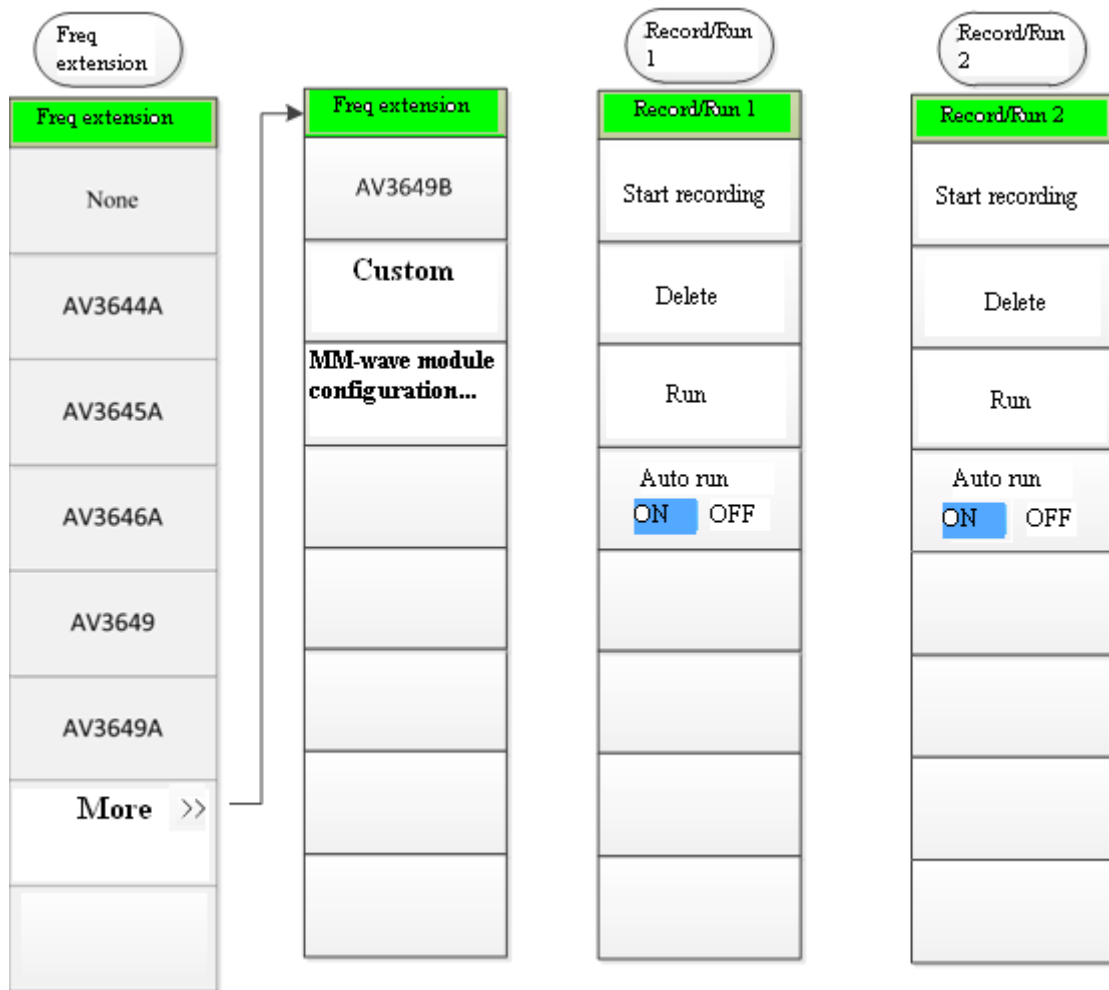 Freq
extension
Freq extension
None
AV3644A
AV3645A
AV3646A
AV3649
AV3649A
More >>
Freq extension
AV3649B
Custom
MM-wave module
configuration...
Record/Run
1
Record/Run 1
Start recording
Delete
Run
Auto run
ON OFF
Record/Run
2
Record/Run 2
Start recording
Delete
Run
Auto run
ON OFF